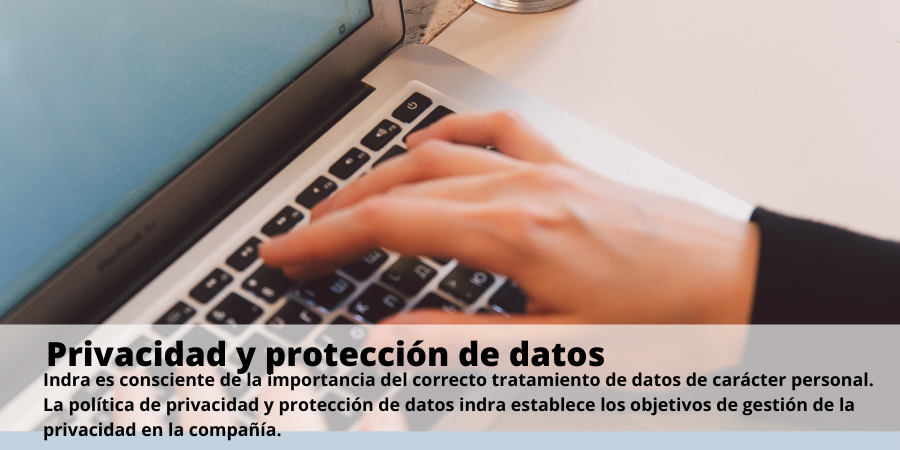 Privacidad y protección de datos
Indra es consciente de la importancia del correcto tratamiento de datos de carácter personal.
La política de privacidad y protección de datos indra establece los objetivos de gestión de la
privacidad en la compañía.